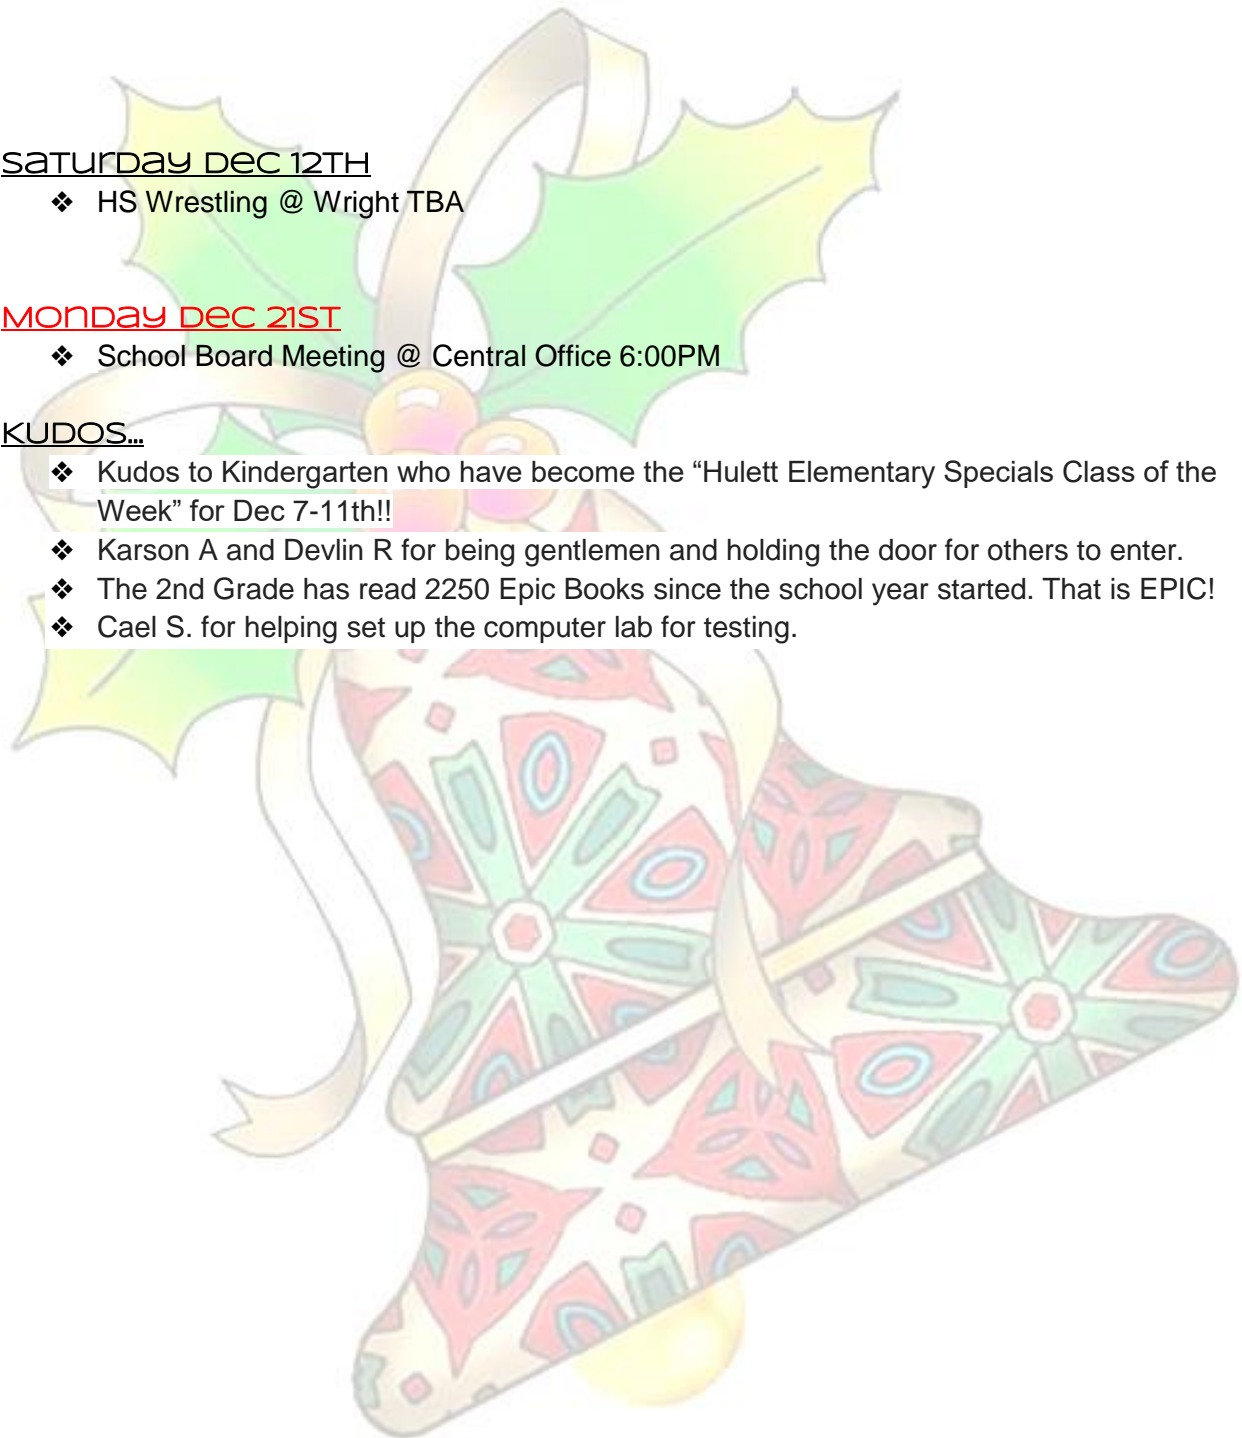 Saturday Dec 12th
❖ HS Wrestling @ Wright TBA
Monday Dec 21st
❖ School Board Meeting @ Central Office 6:00PM
KUDOS...
❖ Kudos to Kindergarten who have become the “Hulett Elementary Specials Class of the
Week” for Dec 7-11th!!
❖ Karson A and Devlin R for being gentlemen and holding the door for others to enter.
❖ The 2nd Grade has read 2250 Epic Books since the school year started. That is EPIC!
❖ Cael S. for helping set up the computer lab for testing.